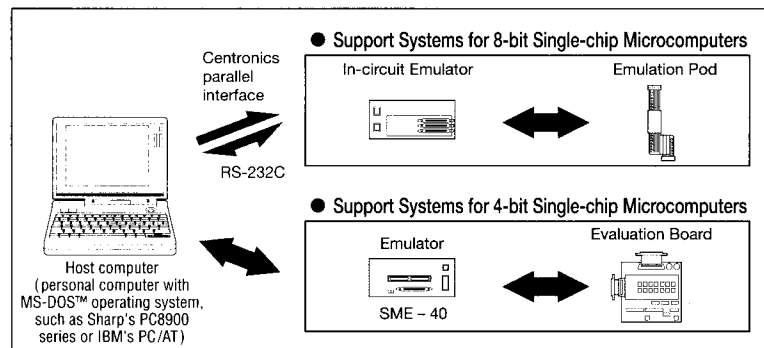 ● Support Systems for 8-bit Single-chip Microcomputers
Centronics
parallel
interface
RS-232C
In-circuit Emulator
Emulation Pod
● Support Systems for 4-bit Single-chip Microcomputers
Emulator
SME – 40
Evaluation Board
Host computer
(personal computer with
MS-DOS™ operating system,
such as Sharp's PC8900
series or IBM's PC/AT)